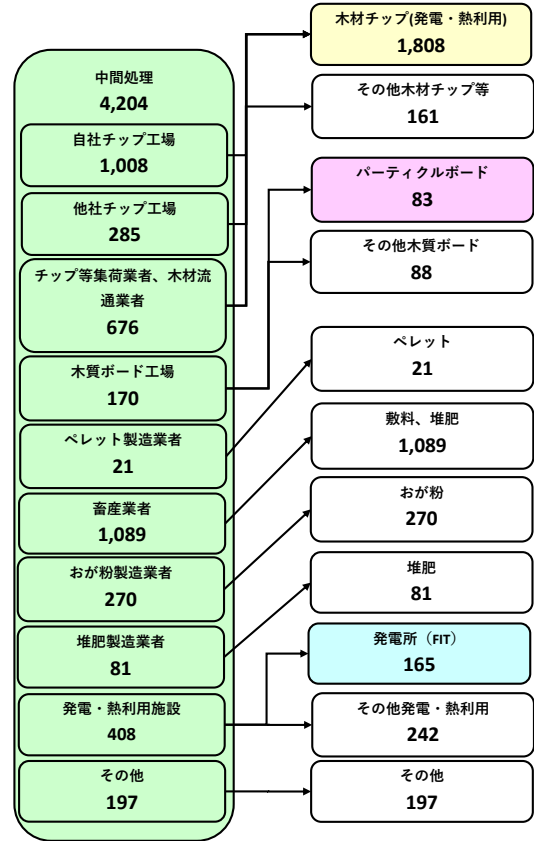 中間処理
4,204
自社チップ工場
1,008
他社チップ工場
285
チップ等集荷業者、木材流
通業者
676
木質ボード工場
170
ペレット製造業者
21
畜産業者
1,089
おが粉製造業者
270
堆肥製造業者
81
発電・熱利用施設
408
その他
197
木材チップ(発電・熱利用)
1,808
その他木材チップ等
161
パーティクルボード
83
その他木質ボード
88
ペレット
21
敷料、堆肥
1,089
おが粉
270
堆肥
81
発電所（FIT）
165
その他発電・熱利用
242
その他
197